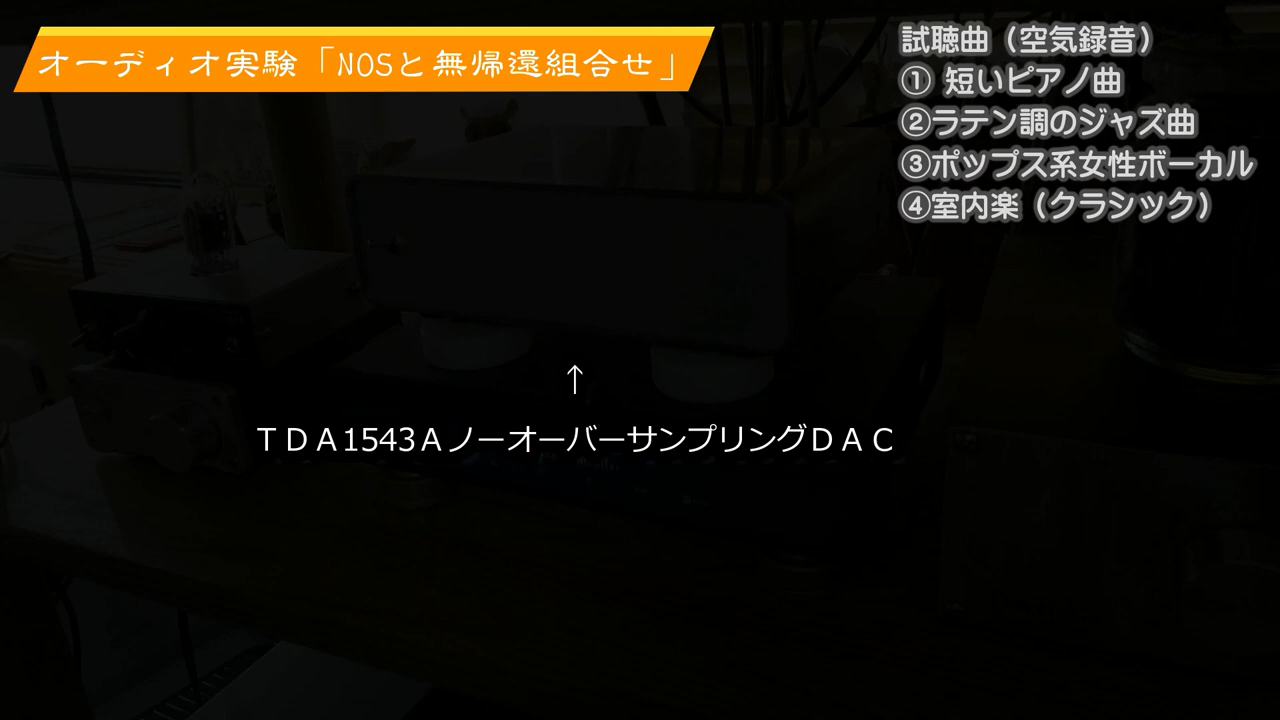 オーディオ実験「NOSと無帰還組合せ」
試聴曲（空気録音）
① 短いピアノ曲
②ラテン調のジャズ曲
③ポップス系女性ボーカル
④室内楽（クラシック）
↑
ＴＤＡ1543ＡノーオーバーサンプリングＤＡＣ